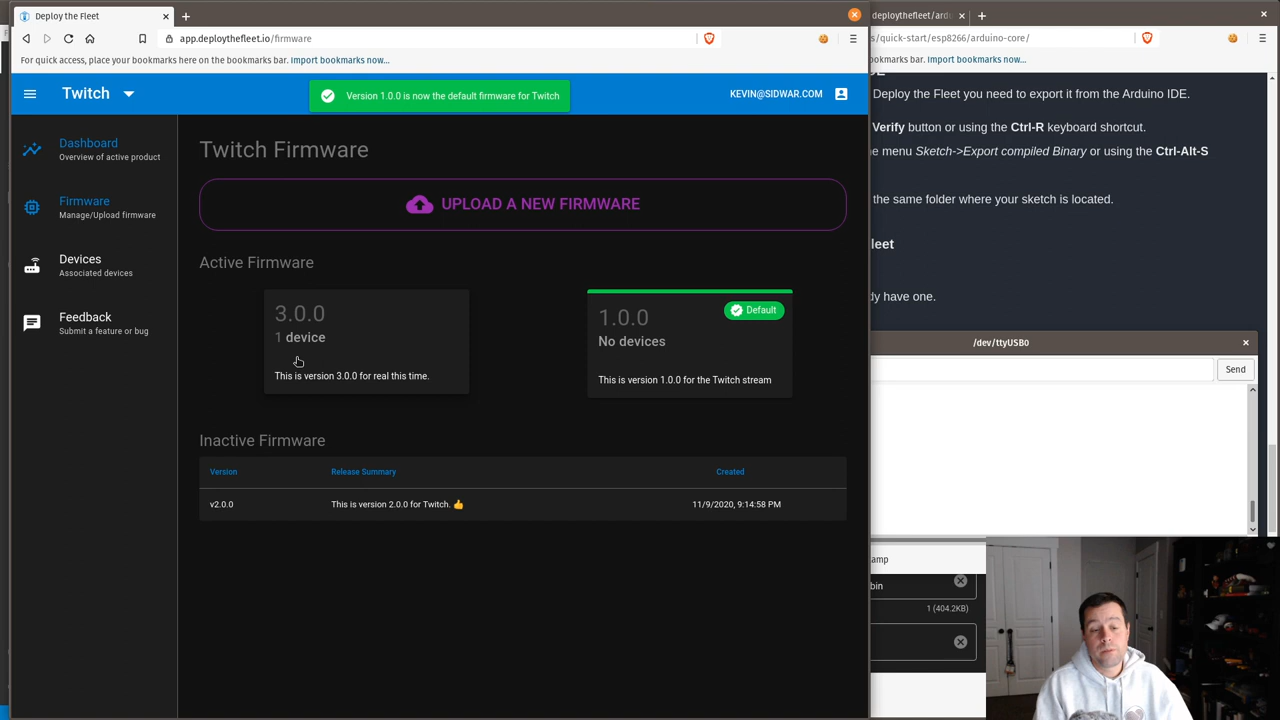 Deploy the Fleet
deploythefleet/ard
app.deploythefleet.io/firmware
s/quick-start/esp8266/arduino-core/
For quick access, place your bookmarks here on the bookmarks bar. Import bookmarks now...
okmarks bar. Import bookmarks now...
Twitch
Version 1.0.0 is now the default firmware for Twitch
KEVIN@SIDWAR.COM
Dashboard
Overview of active product
Firmware
Manage/Upload firmware
Devices
Associated devices
Feedback
Submit a feature or bug
Twitch Firmware
UPLOAD A NEW FIRMWARE
Active Firmware
3.0.0
1 device
This is version 3.0.0 for real this time.
1.0.0
Default
No devices
This is version 1.0.0 for the Twitch stream
Inactive Firmware
Version Release Summary Created
v2.0.0 This is version 2.0.0 for Twitch. 👍 11/9/2020, 9:14:58 PM
Deploy the Fleet you need to export it from the Arduino IDE.
Verify button or using the Ctrl-R keyboard shortcut.
e menu Sketch->Export compiled Binary or using the Ctrl-Alt-S
the same folder where your sketch is located.
leet
dy have one.
/dev/ttyUSB0
Send
amp
bin
1 (404.2KB)